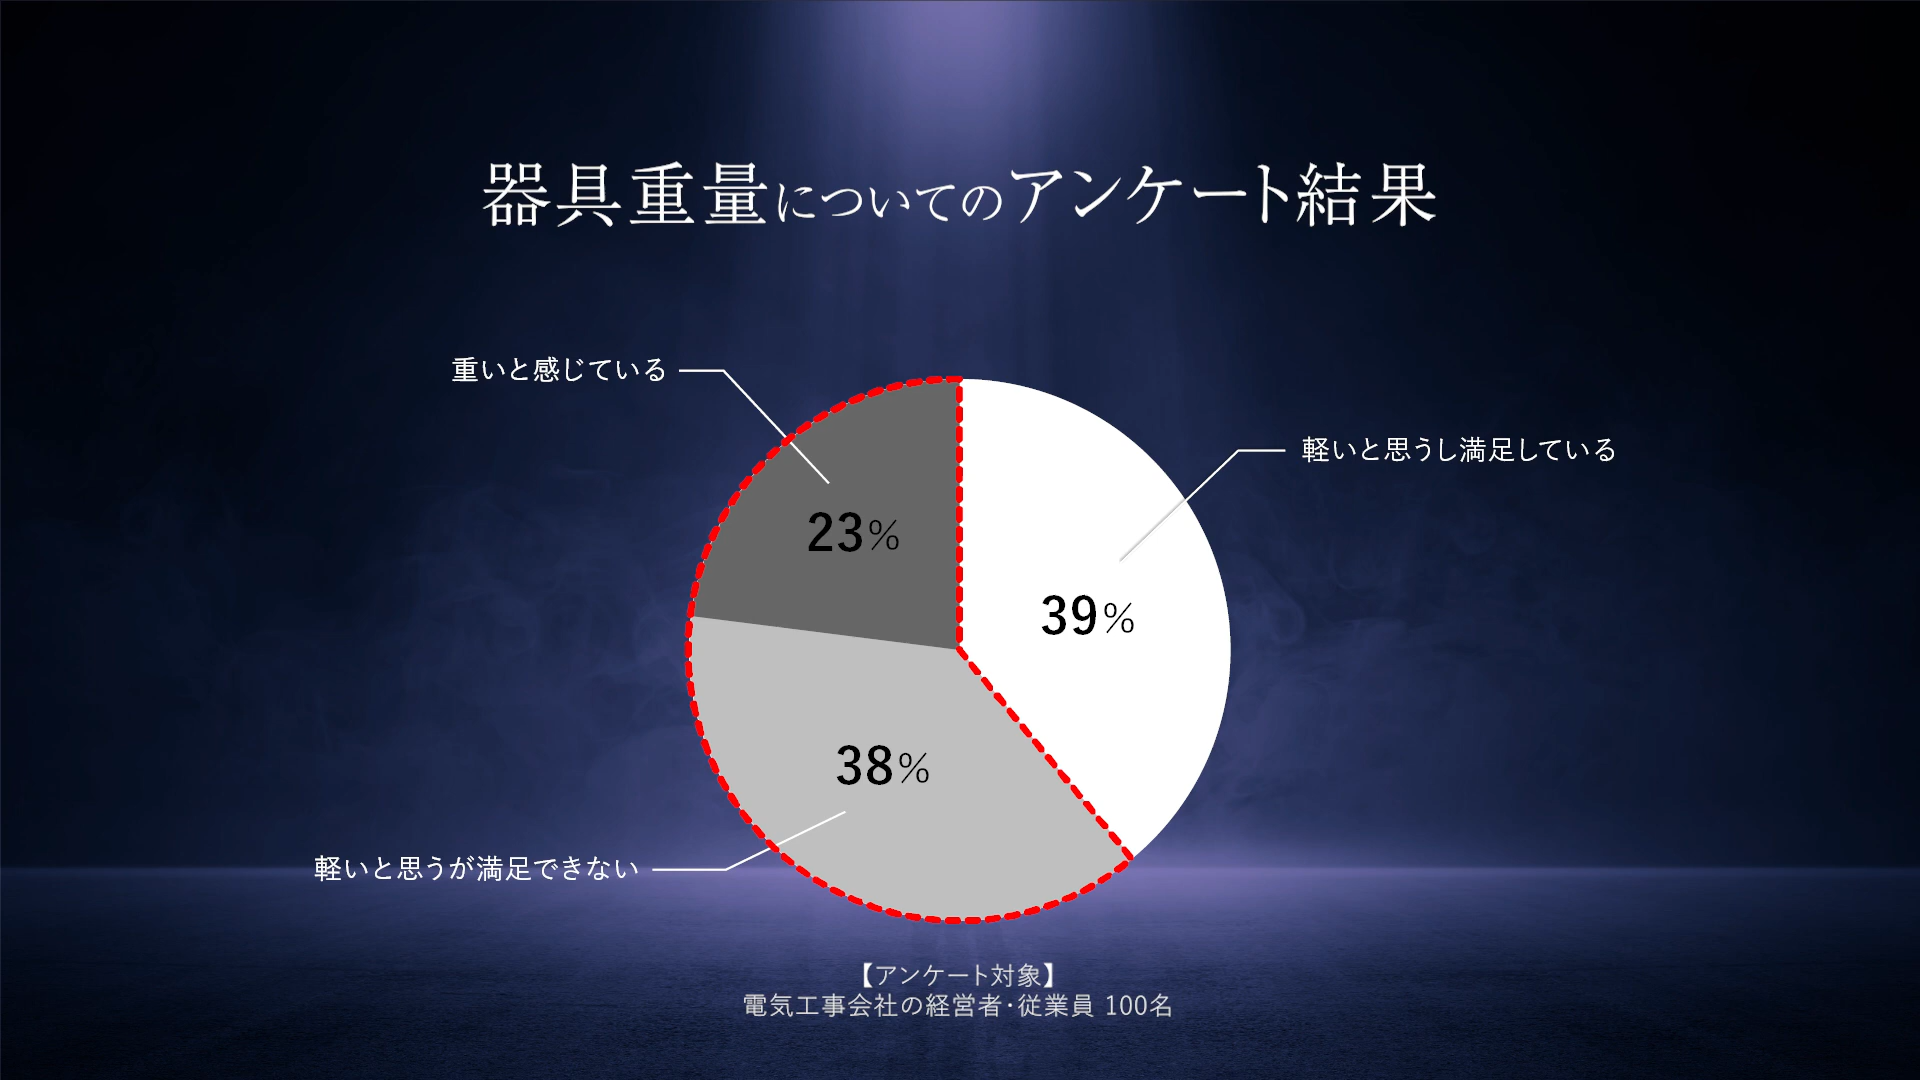 器具重量についてのアンケート結果
重いと感じている
軽いと思うし満足している
23%
39%
38%
軽いと思うが満足できない
【アンケート対象】
電気工事会社の経営者・従業員 100名